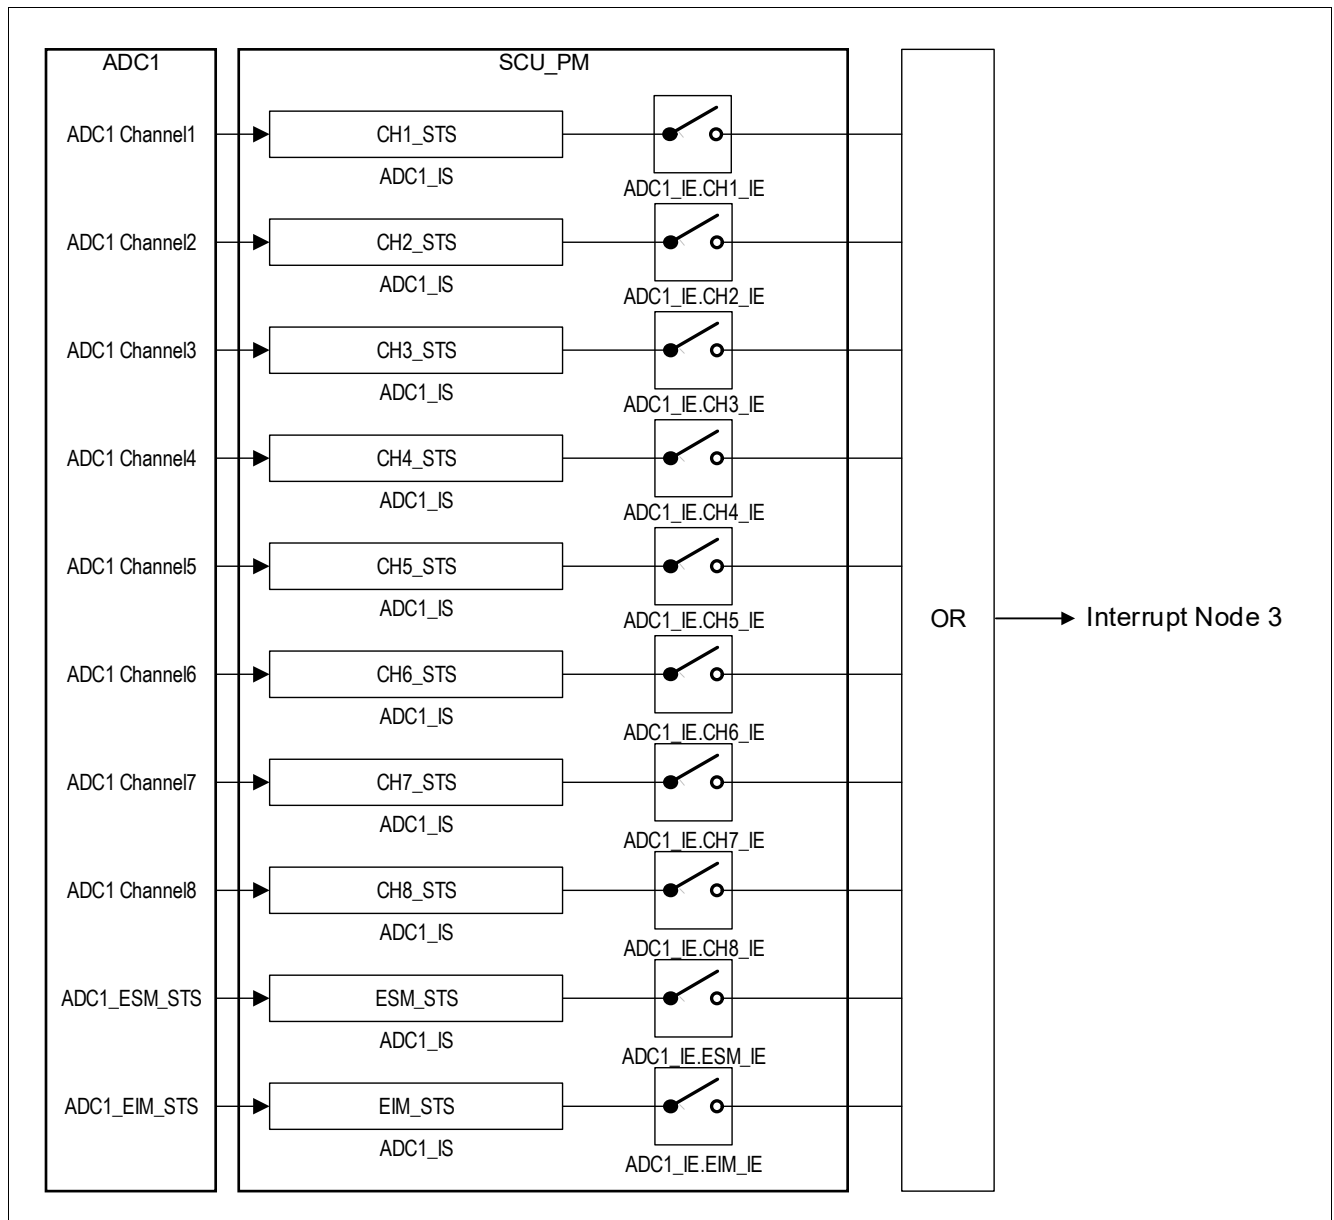 ADC1
SCU_PM
ADC1 Channel1
CH1_STS
ADC1_IS
ADC1_IE.CH1_IE
ADC1 Channel2
CH2_STS
ADC1_IS
ADC1_IE.CH2_IE
ADC1 Channel3
CH3_STS
ADC1_IS
ADC1_IE.CH3_IE
ADC1 Channel4
CH4_STS
ADC1_IS
ADC1_IE.CH4_IE
ADC1 Channel5
CH5_STS
ADC1_IS
ADC1_IE.CH5_IE
OR
Interrupt Node 3
ADC1 Channel6
CH6_STS
ADC1_IS
ADC1_IE.CH6_IE
ADC1 Channel7
CH7_STS
ADC1_IS
ADC1_IE.CH7_IE
ADC1 Channel8
CH8_STS
ADC1_IS
ADC1_IE.CH8_IE
ADC1_ESM_STS
ESM_STS
ADC1_IS
ADC1_IE.ESM_IE
ADC1_EIM_STS
EIM_STS
ADC1_IS
ADC1_IE.EIM_IE